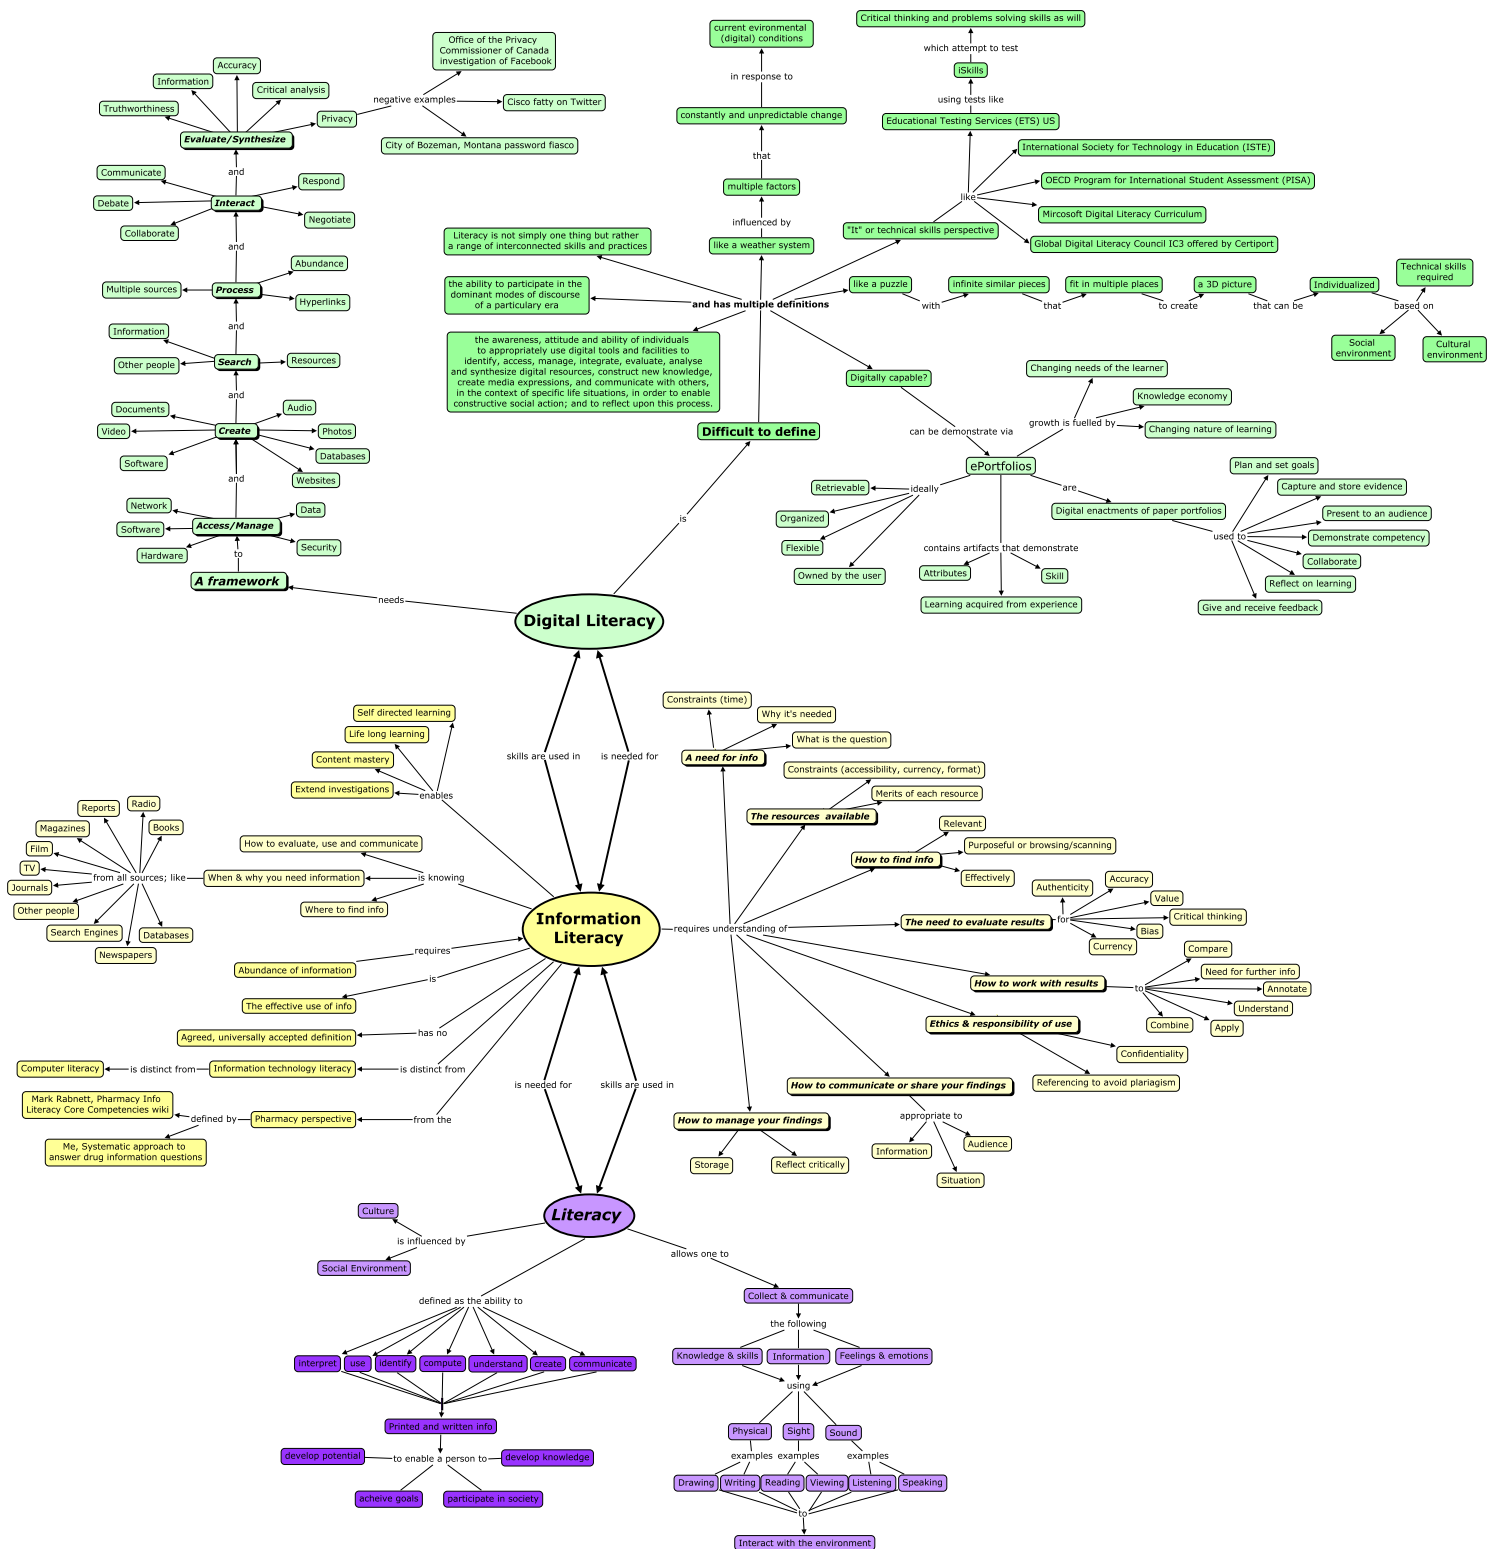 Critical thinking and problems solving skills as will
which attempt to test
iSkills
using tests like
Educational Testing Services (ETS) US
current evironmental
(digital) conditions
in response to
constantly and unpredictable change
that
multiple factors
influenced by
like a weather system
Office of the Privacy
Commissioner of Canada
investigation of Facebook
negative examples
Cisco fatty on Twitter
City of Bozeman, Montana password fiasco
Accuracy
Information
Critical analysis
Truthworthiness
Privacy
Evaluate/Synthesize
and
Communicate
Respond
Debate
Interact
Negotiate
Collaborate
and
Abundance
Multiple sources
Process
Hyperlinks
and
Information
Other people
Search
Resources
and
Documents
Audio
Video
Create
Photos
Software
Databases
Websites
and
Network
Data
Software
Access/Manage
Hardware
Security
to
A framework
needs
International Society for Technology in Education (ISTE)
OECD Program for International Student Assessment (PISA)
like
Mircosoft Digital Literacy Curriculum
Global Digital Literacy Council IC3 offered by Certiport
"It" or technical skills perspective
Literacy is not simply one thing but rather
a range of interconnected skills and practices
the ability to participate in the
dominant modes of discourse
of a particulary era
and has multiple definitions
like a puzzle
with
infinite similar pieces
that
fit in multiple places
to create
a 3D picture
that can be
Individualized
based on
Technical skills
required
Social
environment
Cultural
environment
the awareness, attitude and ability of individuals
to appropriately use digital tools and facilities to
identify, access, manage, integrate, evaluate, analyse
and synthesize digital resources, construct new knowledge,
create media expressions, and communicate with others,
in the context of specific life situations, in order to enable
constructive social action; and to reflect upon this process.
Difficult to define
is
Digitally capable?
can be demonstrate via
ePortfolios
Changing needs of the learner
Knowledge economy
growth is fuelled by
Changing nature of learning
Retrievable
ideally
Organized
Flexible
Owned by the user
are
Digital enactments of paper portfolios
contains artifacts that demonstrate
Attributes
Skill
Learning acquired from experience
Plan and set goals
Capture and store evidence
Present to an audience
used to
Demonstrate competency
Collaborate
Reflect on learning
Give and receive feedback
Digital Literacy
skills are used in
is needed for
Self directed learning
Life long learning
Content mastery
Extend investigations
enables
How to evaluate, use and communicate
When & why you need information
is knowing
Where to find info
Radio
Reports
Magazines
Books
Film
TV
from all sources; like
Journals
Other people
Search Engines
Databases
Newspapers
Information
Literacy
requires
Abundance of information
is
The effective use of info
has no
Agreed, universally accepted definition
Computer literacy
is distinct from
Information technology literacy
is distinct from
Mark Rabnett, Pharmacy Info
Literacy Core Competencies wiki
defined by
Pharmacy perspective
from the
Me, Systematic approach to
answer drug information questions
requires understanding of
Constraints (time)
Why it's needed
What is the question
A need for info
Constraints (accessibility, currency, format)
Merits of each resource
The resources available
Relevant
Purposeful or browsing/scanning
How to find info
Effectively
The need to evaluate results
for
Authenticity
Accuracy
Value
Critical thinking
Bias
Currency
How to work with results
to
Compare
Need for further info
Annotate
Understand
Apply
Combine
Ethics & responsibility of use
Confidentiality
Referencing to avoid plariagism
How to communicate or share your findings
appropriate to
Information
Audience
Situation
How to manage your findings
Storage
Reflect critically
is needed for
skills are used in
Literacy
Culture
is influenced by
Social Environment
defined as the ability to
interpret
use
identify
compute
understand
create
communicate
Printed and written info
develop potential
to enable a person to
develop knowledge
acheive goals
participate in society
allows one to
Collect & communicate
the following
Knowledge & skills
Information
Feelings & emotions
using
Physical
Sight
Sound
examples
examples
examples
Drawing
Writing
Reading
Viewing
Listening
Speaking
to
Interact with the environment